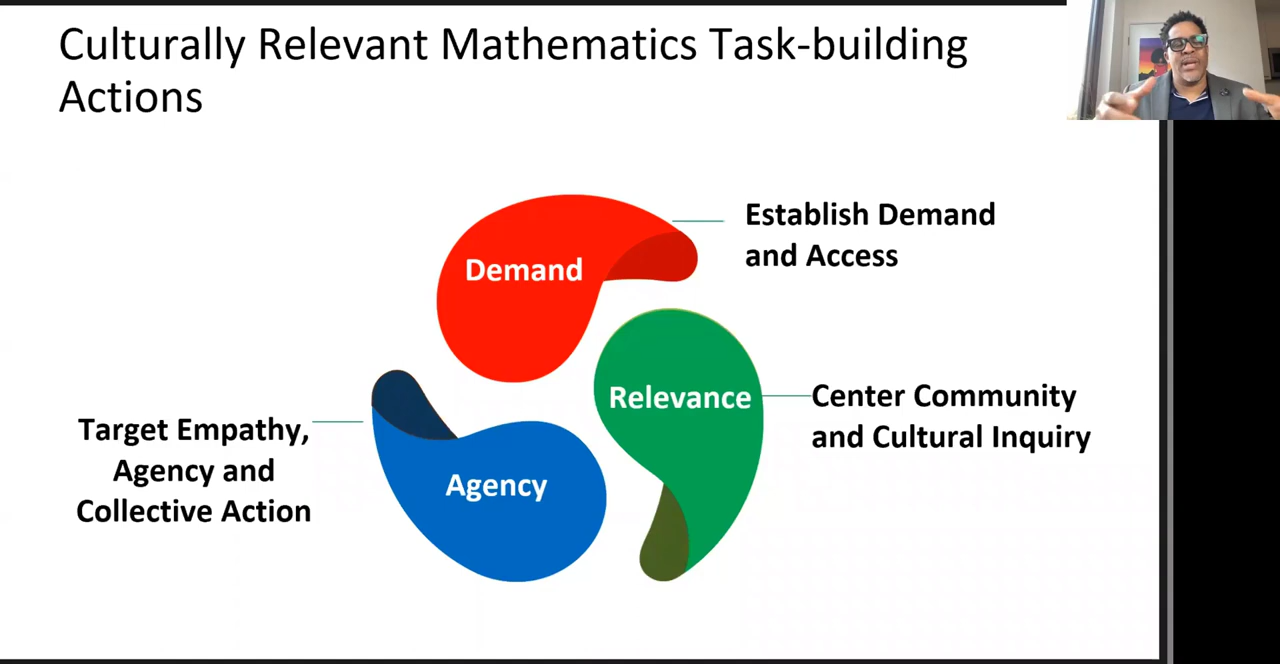 Culturally Relevant Mathematics Task-building
Actions
Demand
Establish Demand
and Access
Relevance
Center Community
and Cultural Inquiry
Target Empathy,
Agency and
Collective Action
Agency